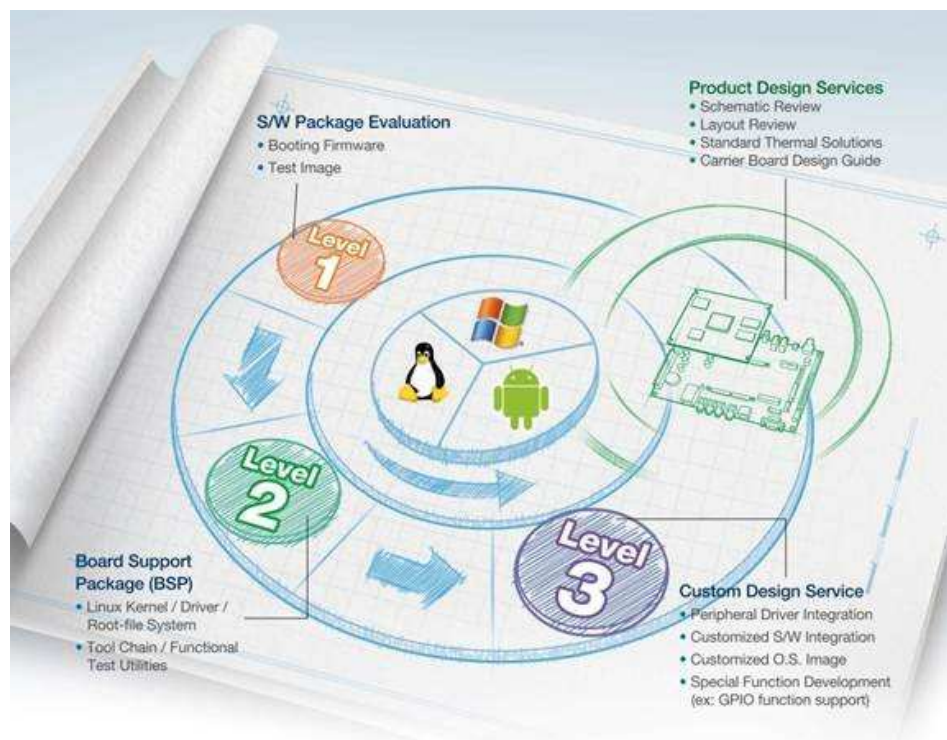 S/W Package Evaluation
• Booting Firmware
• Test Image
Product Design Services
• Schematic Review
• Layout Review
• Standard Thermal Solutions
• Carrier Board Design Guide
Level
1
Level
2
Level
3
Board Support
Package (BSP)
• Linux Kernel / Driver /
Root-file System
• Tool Chain / Functional
Test Utilities
Custom Design Service
• Peripheral Driver Integration
• Customized S/W Integration
• Customized O.S. Image
• Special Function Development
(ex: GPIO function support)